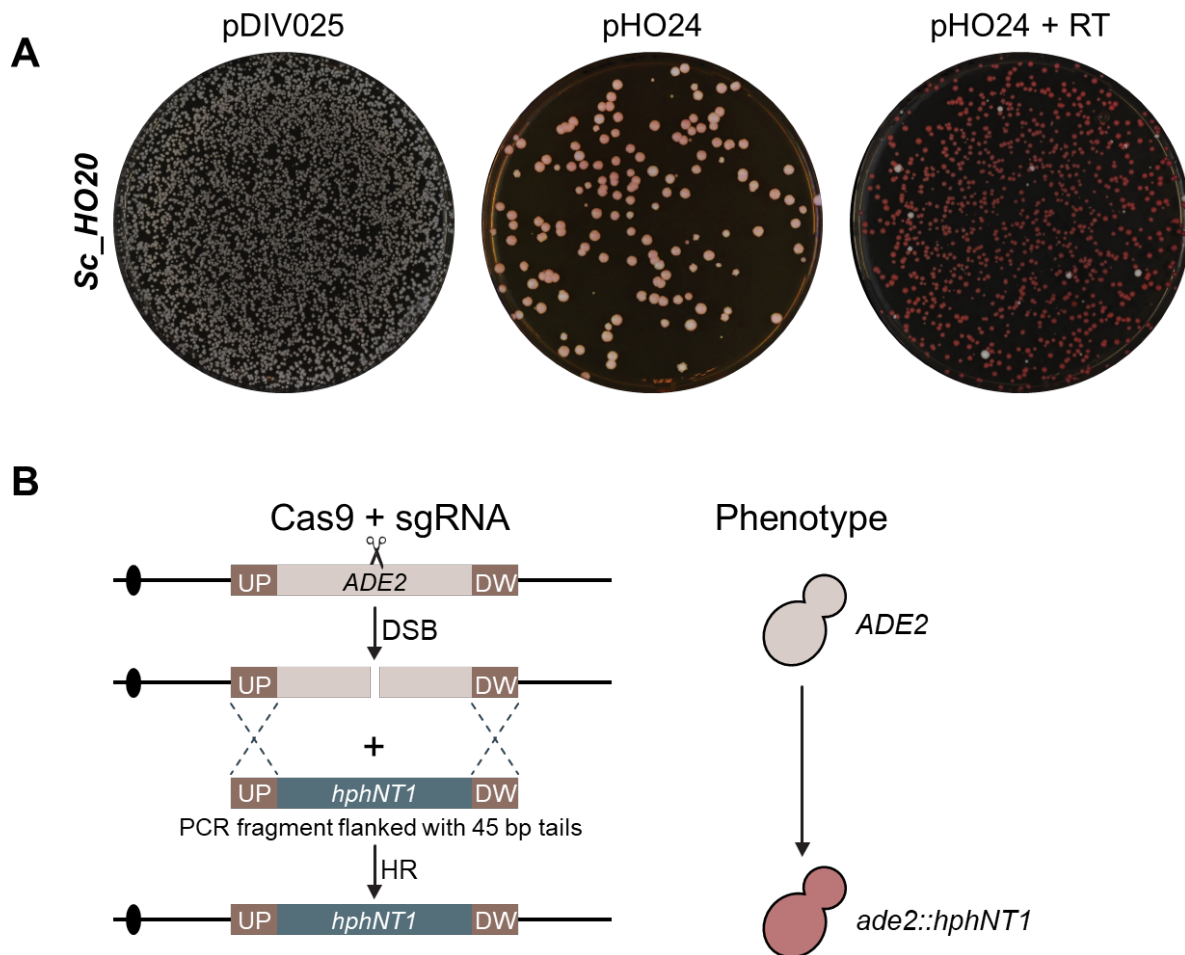 A
pDIV025
pHO24
pHO24 + RT
Sc_HO20
B
Cas9 + sgRNA
Phenotype
UP
ADE2
DW
DSB
ADE2
UP
DW
+
UP
hphNT1
DW
PCR fragment flanked with 45 bp tails
HR
UP
hphNT1
DW
ade2::hphNT1